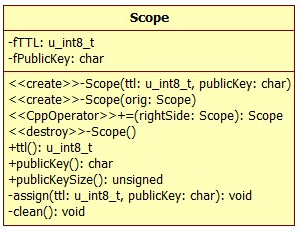 Scope
-fTTL: u_int8_t
-fPublicKey: char
<<create>>-Scope(ttl: u_int8_t, publicKey: char)
<<create>>-Scope(orig: Scope)
<<CppOperator>>+=(rightSide: Scope): Scope
<<destroy>>-Scope()
+ttl(): u_int8_t
+publicKey(): char
+publicKeySize(): unsigned
-assign(ttl: u_int8_t, publicKey: char): void
-clean(): void